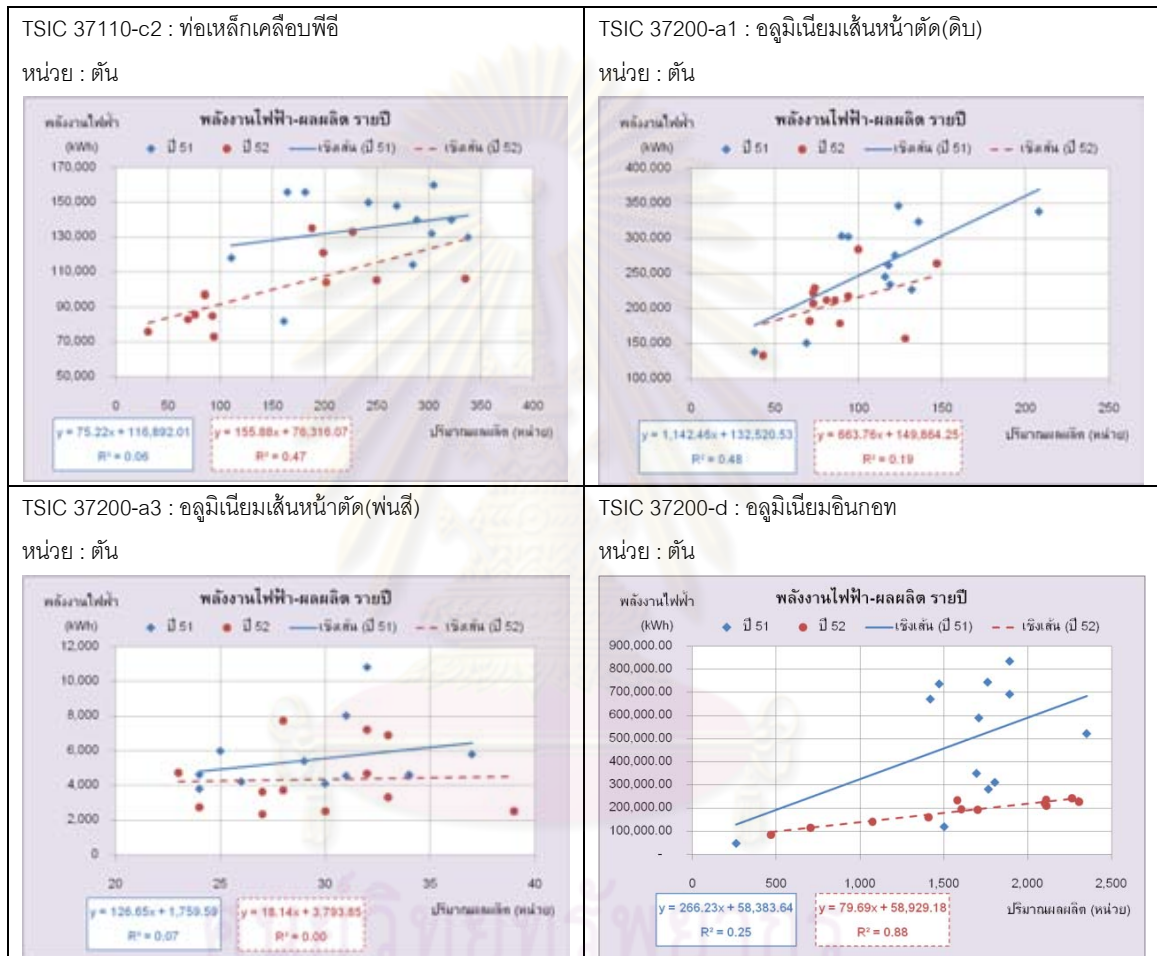 TSIC 37110-c2 : ท่อเหล็กเคลือบพีอี
หน่วย : ตัน
พลังงานไฟฟ้า-ผลผลิต รายปี
พลังงานไฟฟ้า
(kWh)
ปี 51 ปี 52 เชิงเส้น (ปี 51) เชิงเส้น (ปี 52)
170,000
150,000
130,000
110,000
90,000
70,000
50,000
0 50 100 150 200 250 300 350 400
ปริมาณผลผลิต (หน่วย)
y = 75.22x + 116,892.01
R² = 0.06
y = 155.88x + 76,316.07
R² = 0.47
TSIC 37200-a1 : อลูมิเนียมเส้นหน้าตัด(ดิบ)
หน่วย : ตัน
พลังงานไฟฟ้า-ผลผลิต รายปี
พลังงานไฟฟ้า
(kWh)
ปี 51 ปี 52 เชิงเส้น (ปี 51) เชิงเส้น (ปี 52)
400,000
350,000
300,000
250,000
200,000
150,000
100,000
0 50 100 150 200 250
ปริมาณผลผลิต (หน่วย)
y = 1,142.46x + 132,520.53
R² = 0.48
y = 663.76x + 149,864.25
R² = 0.19
TSIC 37200-a3 : อลูมิเนียมเส้นหน้าตัด(พ่นสี)
หน่วย : ตัน
พลังงานไฟฟ้า-ผลผลิต รายปี
พลังงานไฟฟ้า
(kWh)
ปี 51 ปี 52 เชิงเส้น (ปี 51) เชิงเส้น (ปี 52)
12,000
10,000
8,000
6,000
4,000
2,000
0
20 25 30 35 40
ปริมาณผลผลิต (หน่วย)
y = 126.65x + 1,759.59
R² = 0.07
y = 18.14x + 3,793.85
R² = 0.00
TSIC 37200-d : อลูมิเนียมอินกอท
หน่วย : ตัน
พลังงานไฟฟ้า-ผลผลิต รายปี
พลังงานไฟฟ้า
(kWh)
ปี 51 ปี 52 เชิงเส้น (ปี 51) เชิงเส้น (ปี 52)
900,000.00
800,000.00
700,000.00
600,000.00
500,000.00
400,000.00
300,000.00
200,000.00
100,000.00
-
0 500 1,000 1,500 2,000 2,500
ปริมาณผลผลิต (หน่วย)
y = 266.23x + 58,383.64
R² = 0.25
y = 79.69x + 58,929.18
R² = 0.88